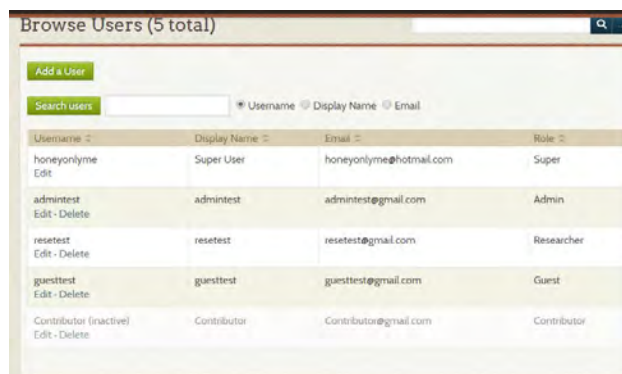 Browse Users (5 total)
Add a User
Search users Username Display Name Email
Username Display Name Email Role
honeyonlyme Super User honeyonlyme@hotmail.com Super
Edit
admintest admintest admintest@gmail.com Admin
Edit · Delete
resetest resetest resetest@gmail.com Researcher
Edit · Delete
guesttest guesttest guesttest@gmail.com Guest
Edit · Delete
Contributor (inactive) Contributor Contributor@gmail.com Contributor
Edit · Delete